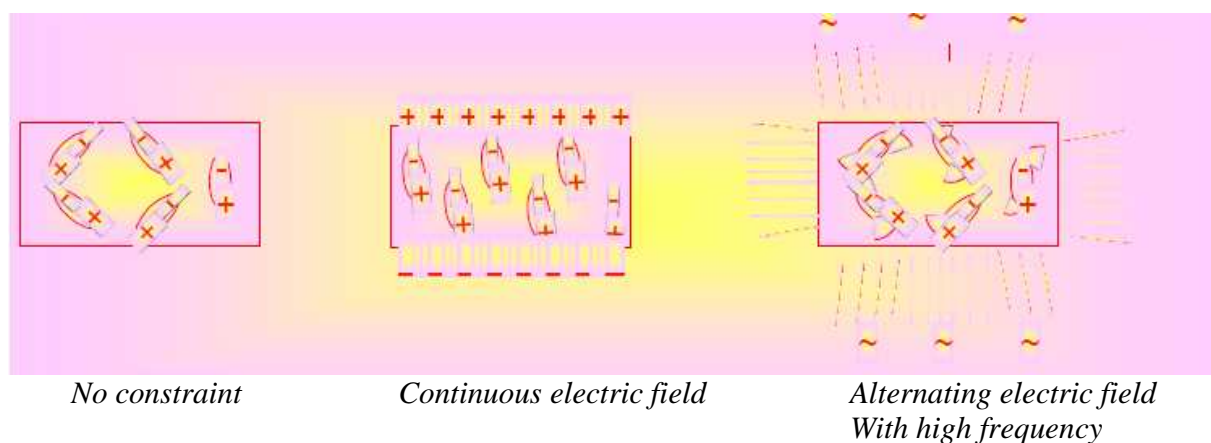 ~ ~ ~
+ + + + + + + +
− − − − − − − −
~ ~ ~
No constraint Continuous electric field Alternating electric field
With high frequency